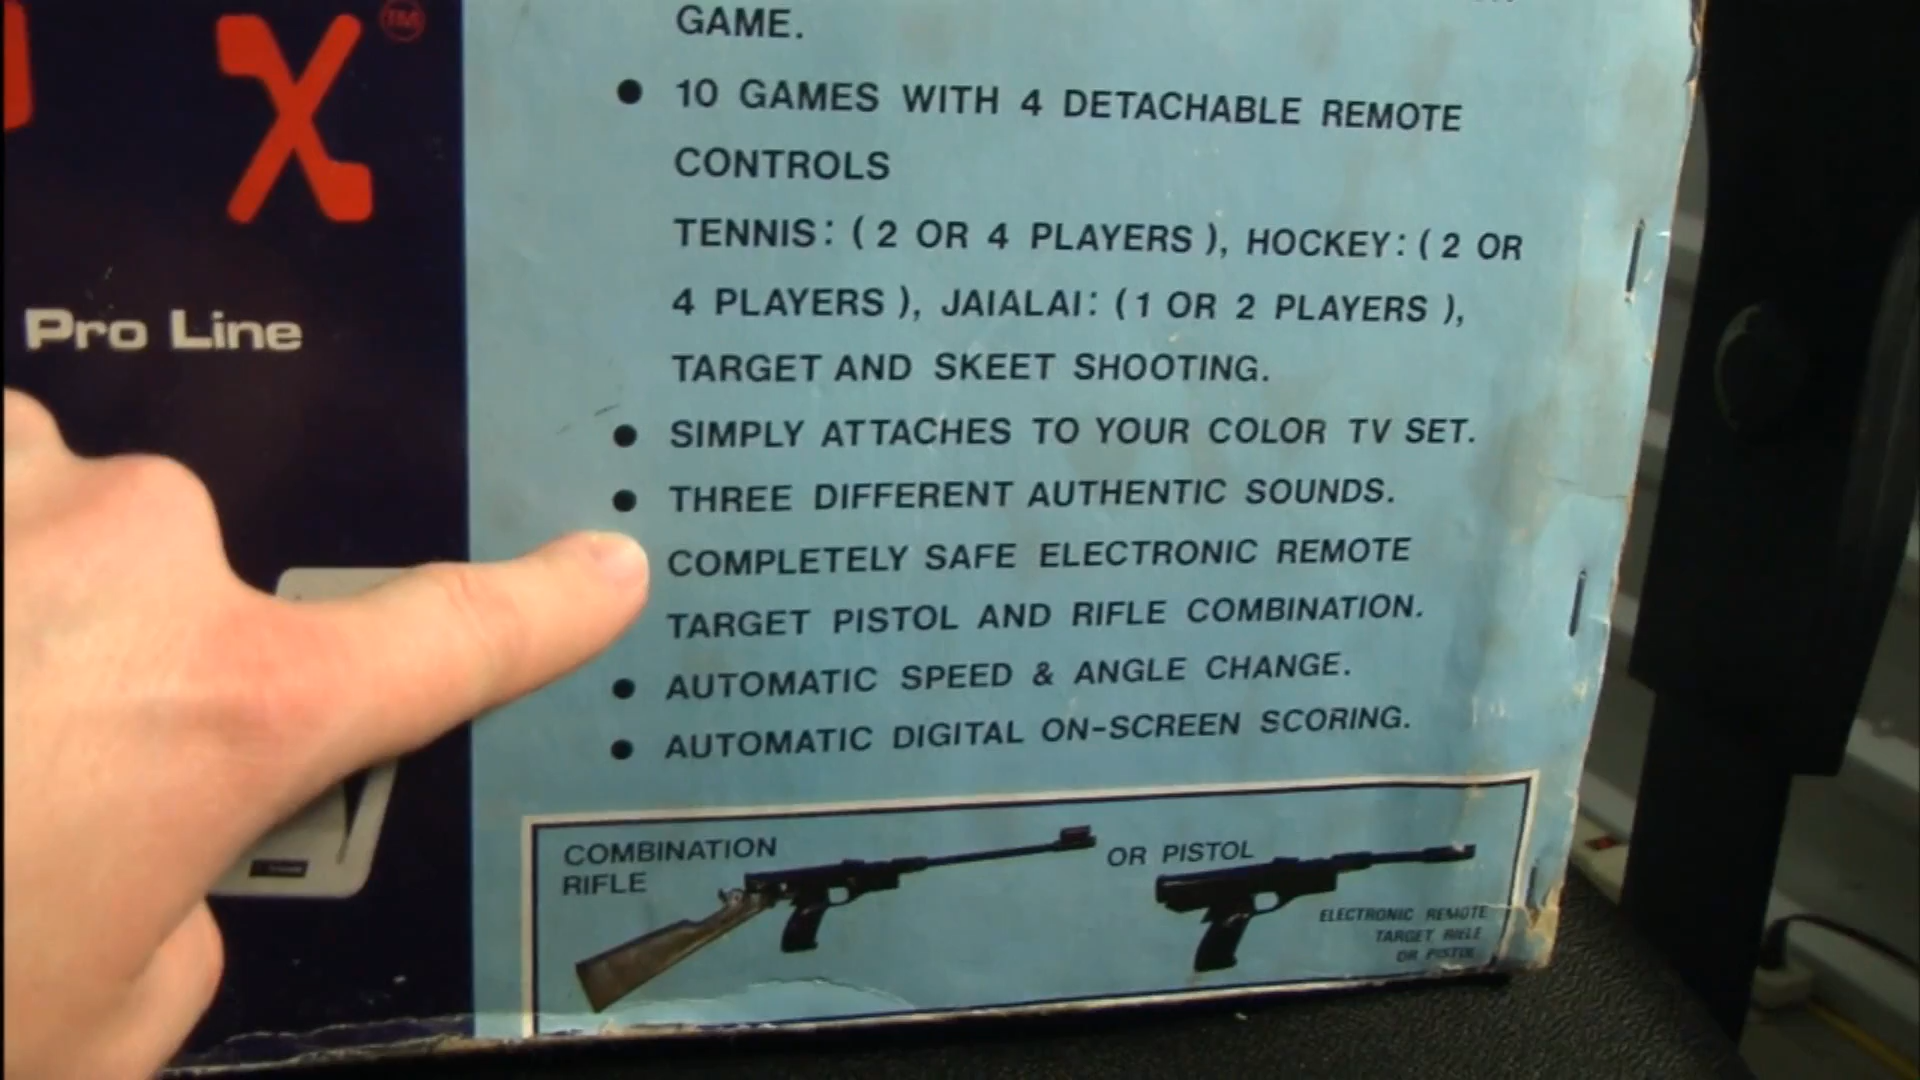 X TM
Pro Line
GAME.
● 10 GAMES WITH 4 DETACHABLE REMOTE
CONTROLS
TENNIS: ( 2 OR 4 PLAYERS ), HOCKEY: ( 2 OR
4 PLAYERS ), JAIALAI: ( 1 OR 2 PLAYERS ),
TARGET AND SKEET SHOOTING.
● SIMPLY ATTACHES TO YOUR COLOR TV SET.
● THREE DIFFERENT AUTHENTIC SOUNDS.
COMPLETELY SAFE ELECTRONIC REMOTE
TARGET PISTOL AND RIFLE COMBINATION.
● AUTOMATIC SPEED & ANGLE CHANGE.
● AUTOMATIC DIGITAL ON-SCREEN SCORING.
COMBINATION
RIFLE
OR PISTOL
ELECTRONIC REMOTE
TARGET RIFLE
OR PISTOL